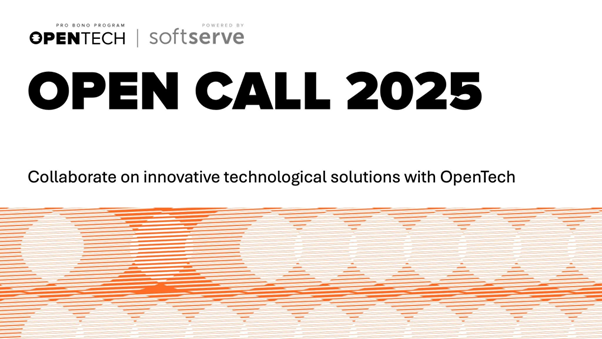 PRO BONO PROGRAM
OPENTECH
POWERED BY
softserve
OPEN CALL 2025
Collaborate on innovative technological solutions with OpenTech